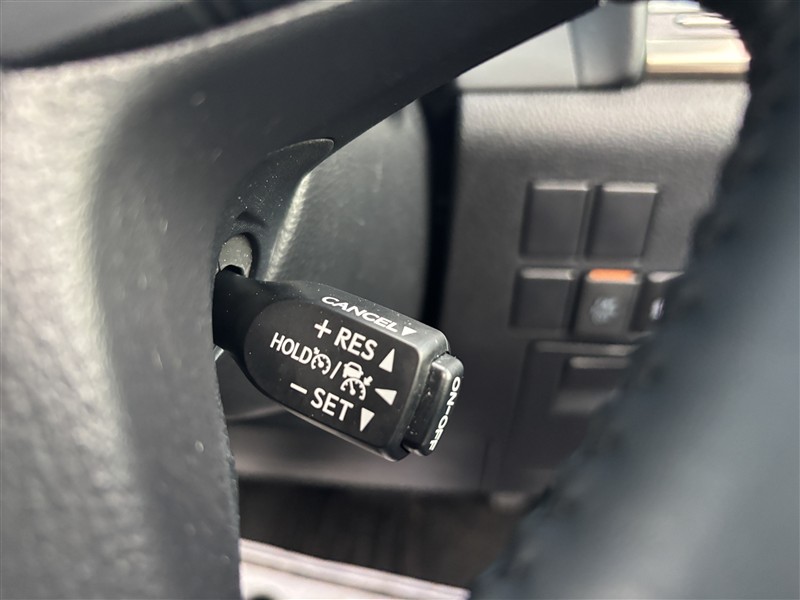 CANCEL
+ RES
HOLD /
− SET
ON-OFF